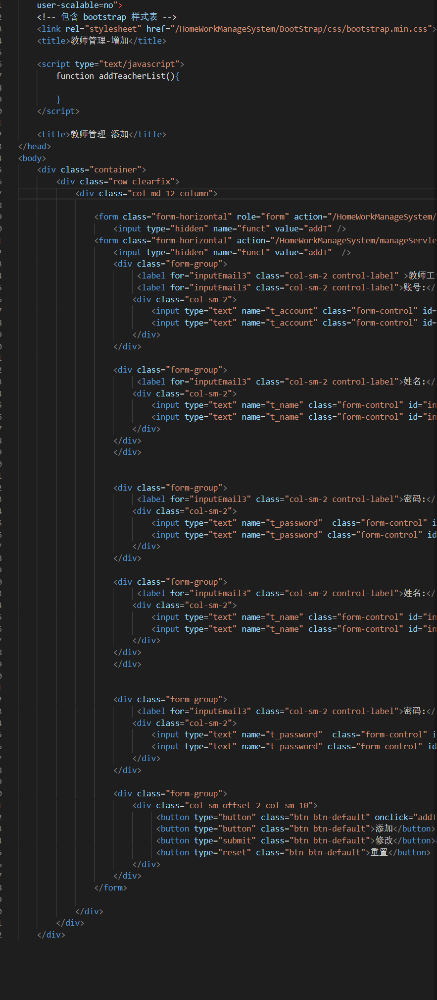 user-scalable=no">
<!-- 包含 bootstrap 样式表 -->
<link rel="stylesheet" href="/HomeWorkManageSystem/BootStrap/css/bootstrap.min.css">
<title>教师管理-增加</title>
<script type="text/javascript">
function addTeacherList(){
}
</script>
<title>教师管理-添加</title>
</head>
<body>
<div class="container">
<div class="row clearfix">
<div class="col-md-12 column">
<form class="form-horizontal" role="form" action="/HomeWorkManageSystem/
<input type="hidden" name="funct" value="addT" />
<form class="form-horizontal" action="/HomeWorkManageSystem/manageServle
<input type="hidden" name="funct" value="addT"  />
<div class="form-group">
<label for="inputEmail3" class="col-sm-2 control-label" >教师工
<label for="inputEmail3" class="col-sm-2 control-label">账号:</
<div class="col-sm-2">
<input type="text" name="t_account" class="form-control" id=
<input type="text" name="t_account" class="form-control" id=
</div>
</div>
<div class="form-group">
<label for="inputEmail3" class="col-sm-2 control-label">姓名:</
<div class="col-sm-2">
<input type="text" name="t_name" class="form-control" id="in
<input type="text" name="t_name" class="form-control" id="in
</div>
</div>
</div>
<div class="form-group">
<label for="inputEmail3" class="col-sm-2 control-label">密码:</
<div class="col-sm-2">
<input type="text" name="t_password"  class="form-control" i
<input type="text" name="t_password" class="form-control" id
</div>
</div>
<div class="form-group">
<label for="inputEmail3" class="col-sm-2 control-label">姓名:</
<div class="col-sm-2">
<input type="text" name="t_name" class="form-control" id="in
<input type="text" name="t_name" class="form-control" id="in
</div>
</div>
</div>
<div class="form-group">
<label for="inputEmail3" class="col-sm-2 control-label">密码:</
<div class="col-sm-2">
<input type="text" name="t_password"  class="form-control" i
<input type="text" name="t_password" class="form-control" id
</div>
</div>
<div class="form-group">
<div class="col-sm-offset-2 col-sm-10">
<button type="button" class="btn btn-default" onclick="addT
<button type="button" class="btn btn-default">添加</button>
<button type="submit" class="btn btn-default">修改</button>
<button type="reset" class="btn btn-default">重置</button>
</div>
</div>
</form>
</div>
</div>
</div>